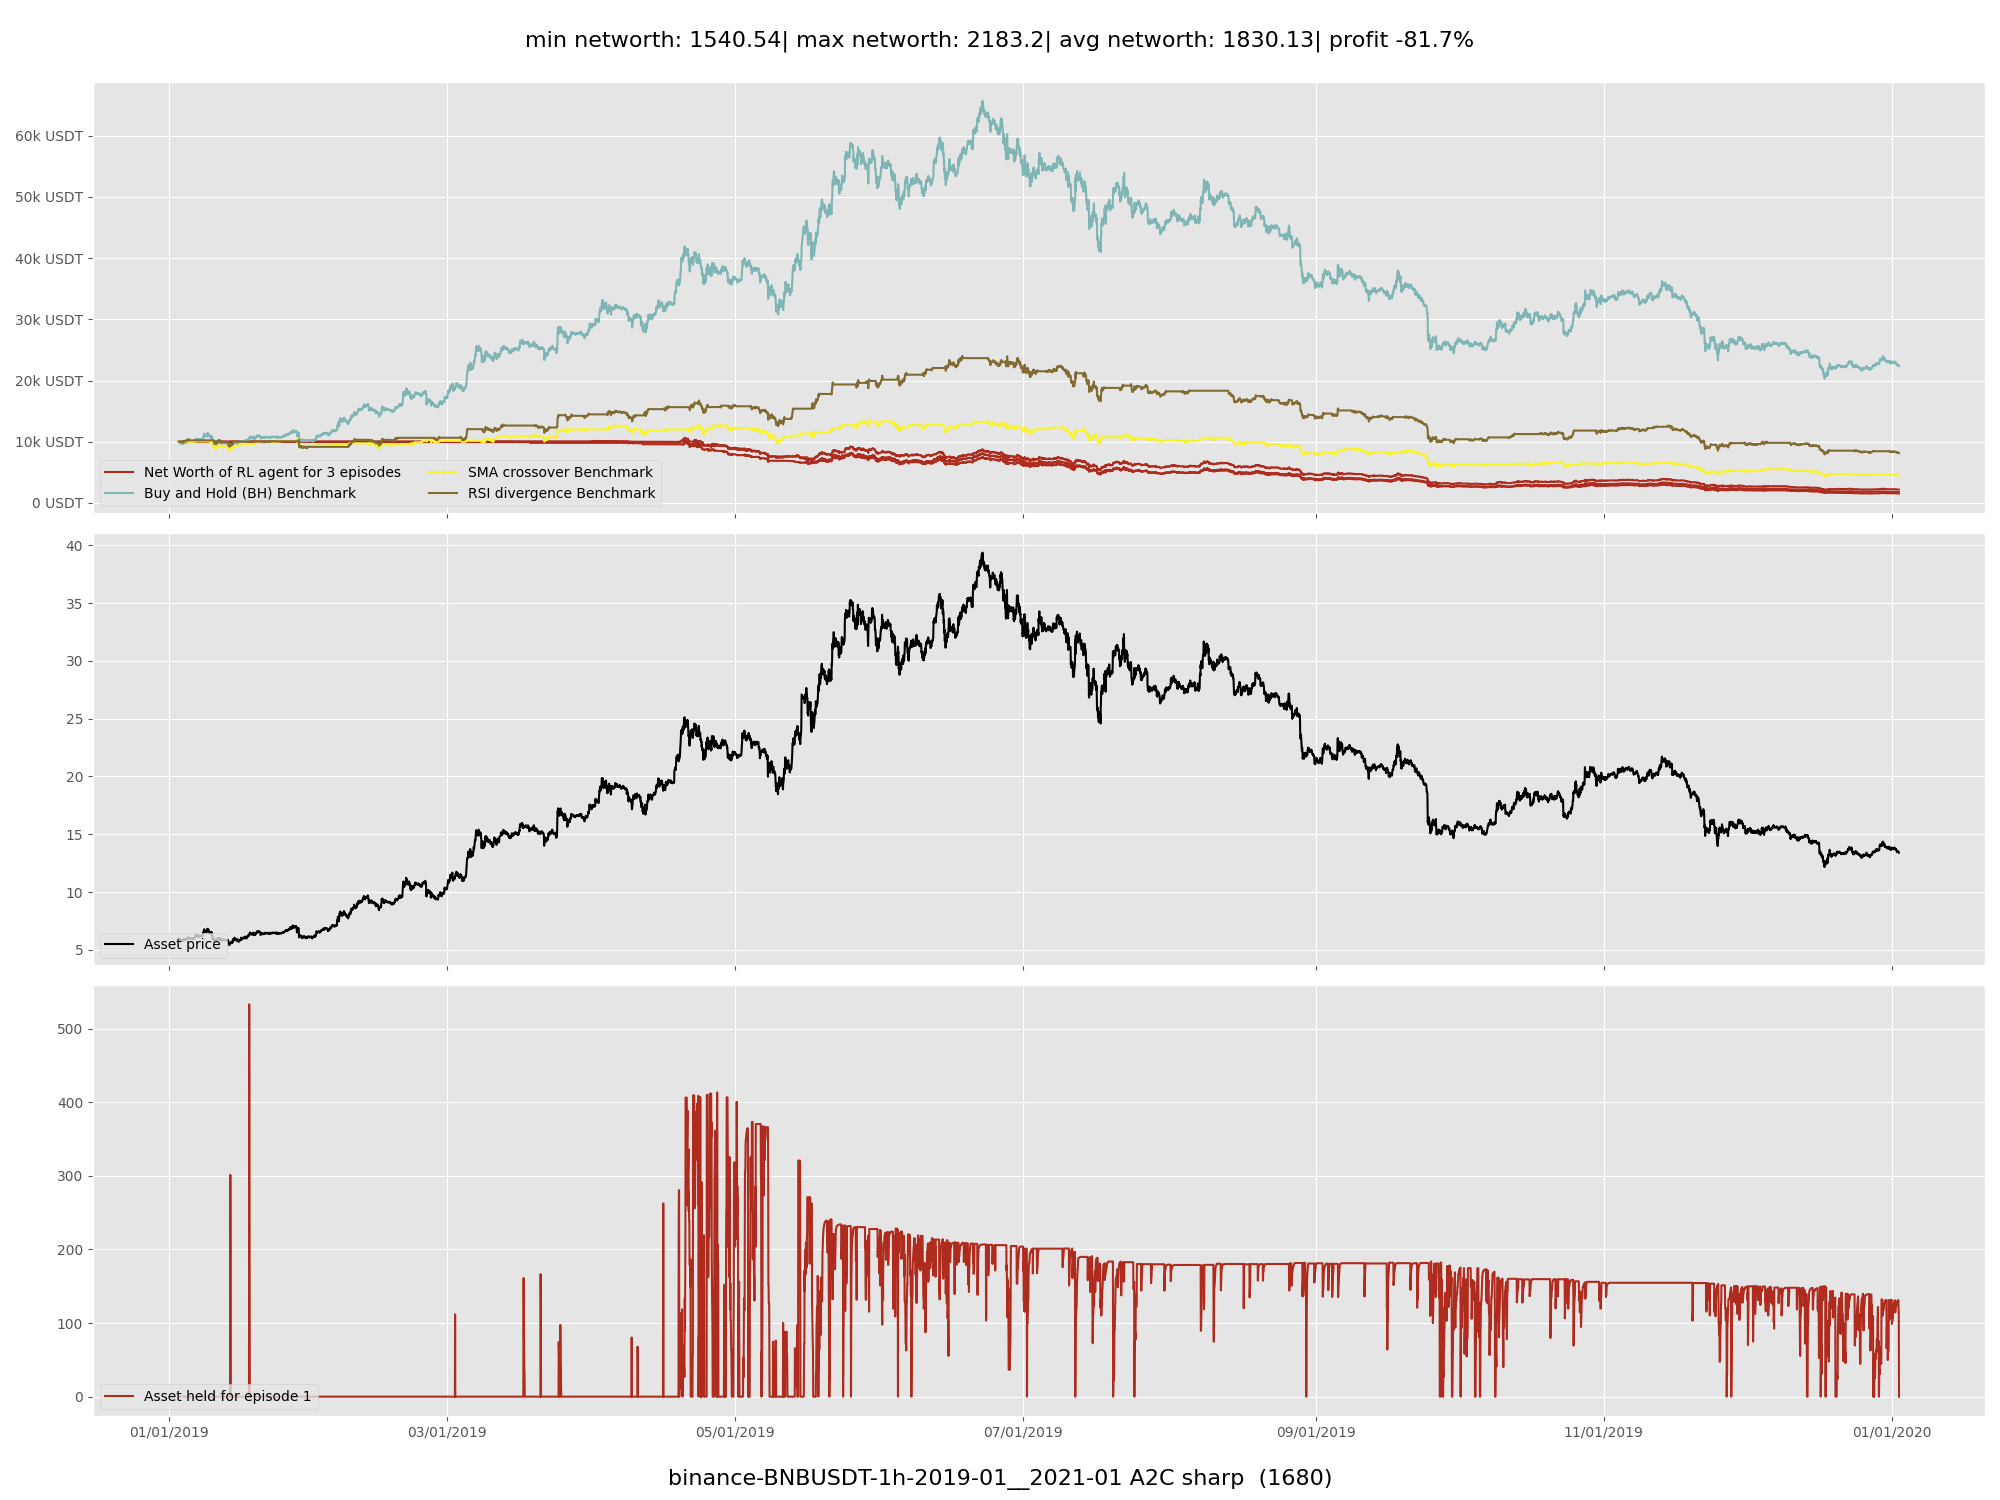 min networth: 1540.54| max networth: 2183.2| avg networth: 1830.13| profit -81.7%
60k USDT
50k USDT
40k USDT
30k USDT
20k USDT
10k USDT
0 USDT
Net Worth of RL agent for 3 episodes
Buy and Hold (BH) Benchmark
SMA crossover Benchmark
RSI divergence Benchmark
40
35
30
25
20
15
10
5
Asset price
500
400
300
200
100
0
Asset held for episode 1
01/01/2019 03/01/2019 05/01/2019 07/01/2019 09/01/2019 11/01/2019 01/01/2020
binance-BNBUSDT-1h-2019-01__2021-01 A2C sharp (1680)